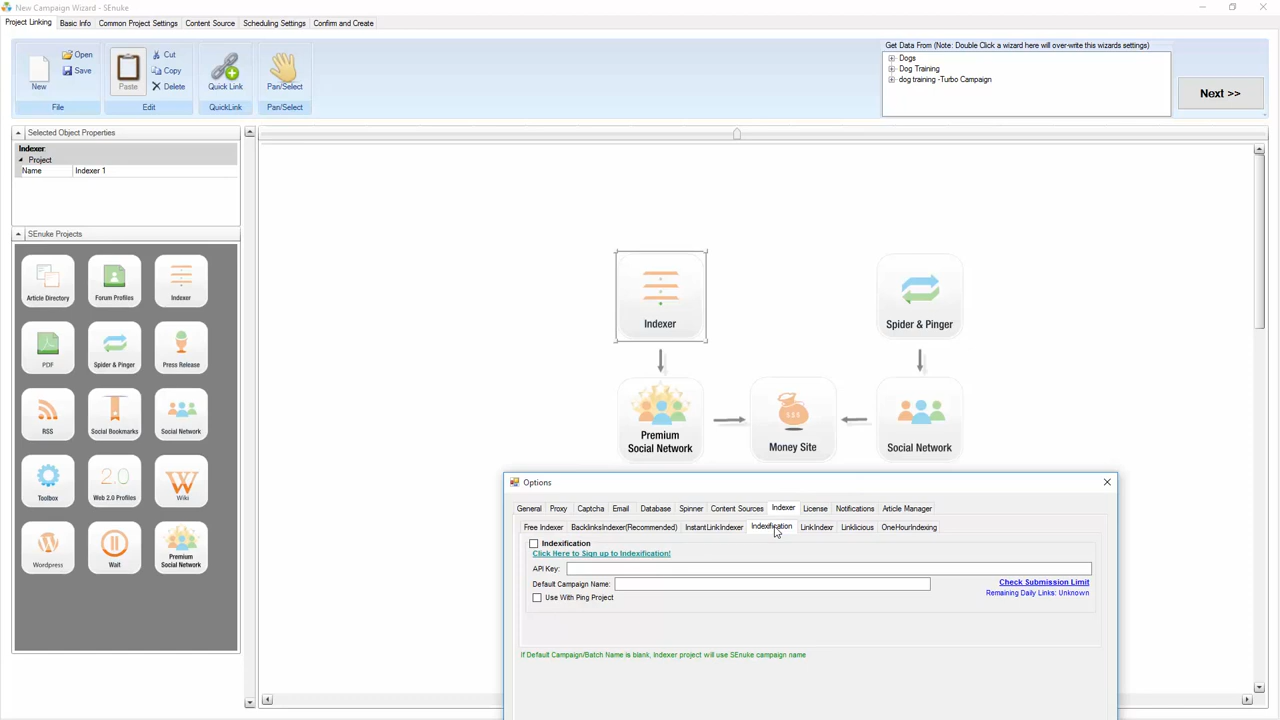 New Campaign Wizard - SEnuke
Project Linking Basic Info Common Project Settings Content Source Scheduling Settings Confirm and Create
New
Open
Save
File
Paste
Cut
Copy
Delete
Edit
Quick Link
QuickLink
Pan/Select
Pan/Select
Get Data From (Note: Double Click a wizard here will over-write this wizards settings)
Dogs
Dog Training
dog training -Turbo Campaign
Next >>
Selected Object Properties
Indexer
Project
Name Indexer 1
SEnuke Projects
Article Directory Forum Profiles Indexer
PDF Spider & Pinger Press Release
RSS Social Bookmarks Social Network
Toolbox Web 2.0 Profiles Wiki
2.0
Wordpress Wait Premium
Social Network
Indexer
Spider & Pinger
Premium
Social Network
$$$
Money Site
Social Network
Options
General Proxy Captcha Email Database Spinner Content Sources Indexer License Notifications Article Manager
Free Indexer BacklinksIndexer(Recommended) InstantLinkIndexer Indexification LinkIndexr Linklicious OneHourIndexing
Indexification
Click Here to Sign up to Indexification!
API Key:
Default Campaign Name:
Check Submission Limit
Remaining Daily Links: Unknown
Use With Ping Project
If Default Campaign/Batch Name is blank, Indexer project will use SEnuke campaign name